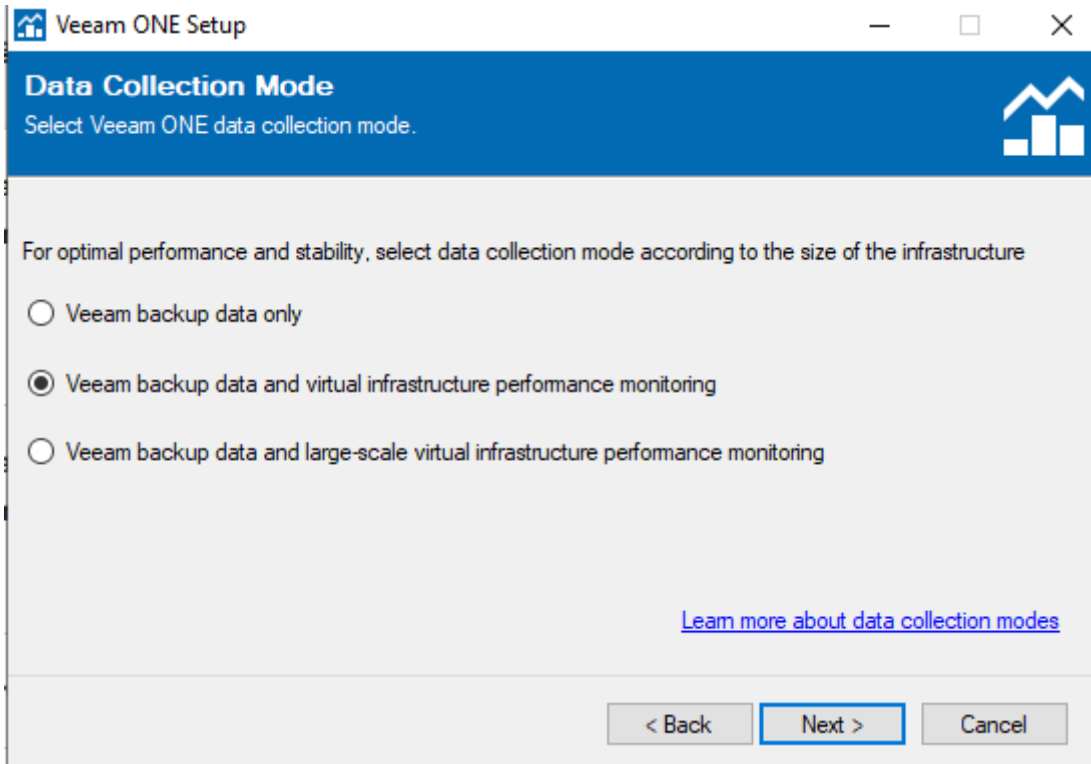 Veeam ONE Setup
Data Collection Mode
Select Veeam ONE data collection mode.
For optimal performance and stability, select data collection mode according to the size of the infrastructure
Veeam backup data only
Veeam backup data and virtual infrastructure performance monitoring
Veeam backup data and large-scale virtual infrastructure performance monitoring
Learn more about data collection modes
< Back Next > Cancel